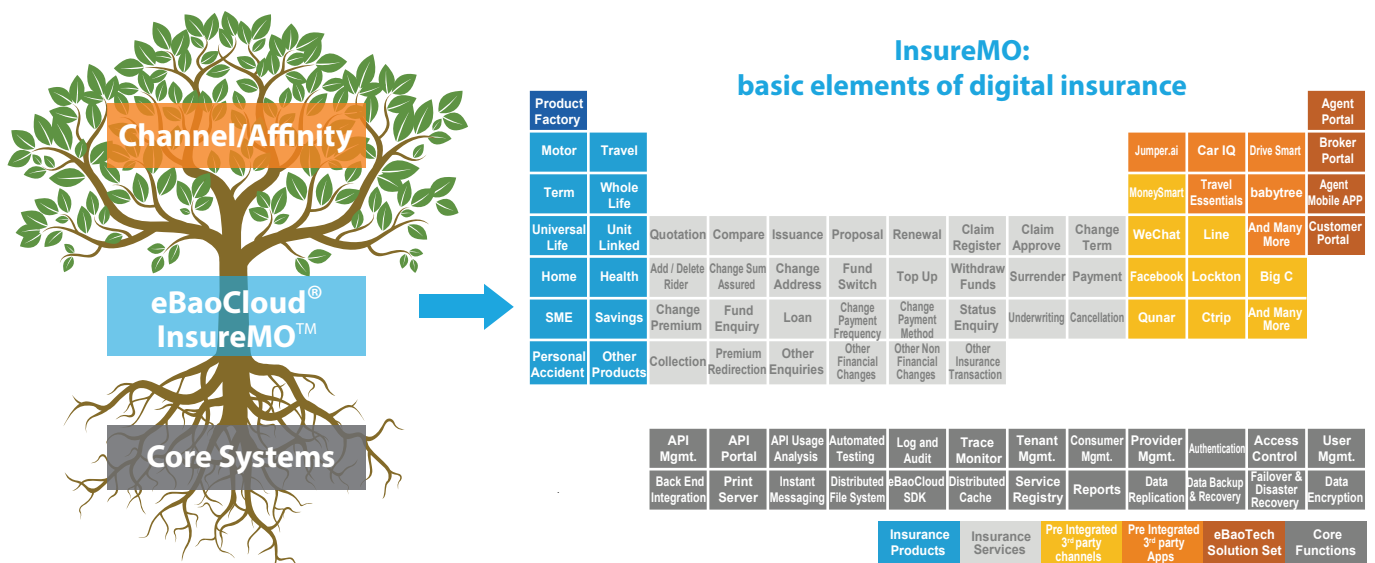 InsureMO:
basic elements of digital insurance
Channel/Affinity
eBaoCloud®
InsureMO™
Core Systems
Product
Factory
Agent
Portal
Motor
Travel
Jumper.ai
Car IQ
Drive Smart
Broker
Portal
Term
Whole
Life
MoneySmart
Travel
Essentials
babytree
Agent
Mobile APP
Universal
Life
Unit
Linked
Quotation
Compare
Issuance
Proposal
Renewal
Claim
Register
Claim
Approve
Change
Term
WeChat
Line
And Many
More
Customer
Portal
Home
Health
Add / Delete
Rider
Change Sum
Assured
Change
Address
Fund
Switch
Top Up
Withdraw
Funds
Surrender
Payment
Facebook
Lockton
Big C
SME
Savings
Change
Premium
Fund
Enquiry
Loan
Change
Payment
Frequency
Change
Payment
Method
Status
Enquiry
Underwriting
Cancellation
Qunar
Ctrip
And Many
More
Personal
Accident
Other
Products
Collection
Premium
Redirection
Other
Enquiries
Other
Financial
Changes
Other Non
Financial
Changes
Other
Insurance
Transaction
API
Mgmt.
API
Portal
API Usage
Analysis
Automated
Testing
Log and
Audit
Trace
Monitor
Tenant
Mgmt.
Consumer
Mgmt.
Provider
Mgmt.
Authentication
Access
Control
User
Mgmt.
Back End
Integration
Print
Server
Instant
Messaging
Distributed
File System
eBaoCloud
SDK
Distributed
Cache
Service
Registry
Reports
Data
Replication
Data Backup
& Recovery
Failover &
Disaster
Recovery
Data
Encryption
Insurance
Products
Insurance
Services
Pre Integrated
3rd party
channels
Pre Integrated
3rd party
Apps
eBaoTech
Solution Set
Core
Functions